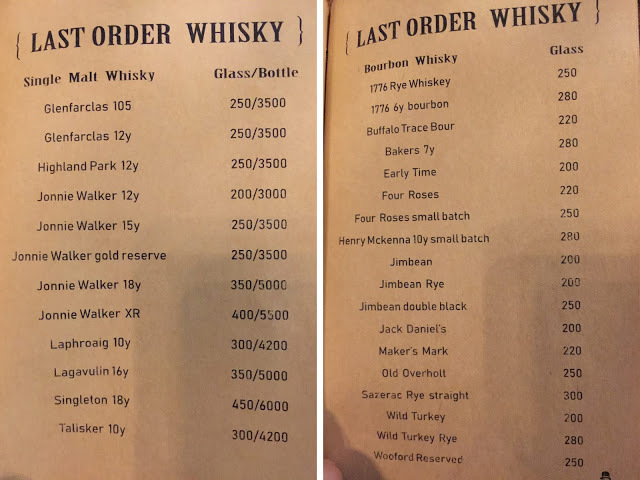 { LAST ORDER WHISKY }
Single Malt Whisky Glass/Bottle
Glenfarclas 105 250/3500
Glenfarclas 12y 250/3500
Highland Park 12y 250/3500
Jonnie Walker 12y 200/3000
Jonnie Walker 15y 250/3500
Jonnie Walker gold reserve 250/3500
Jonnie Walker 18y 350/5000
Jonnie Walker XR 400/5500
Laphroaig 10y 300/4200
Lagavulin 16y 350/5000
Singleton 18y 450/6000
Talisker 10y 300/4200
{ LAST ORDER WHISKY }
Bourbon Whisky Glass
1776 Rye Whiskey 250
1776 6y bourbon 280
Buffalo Trace Bour 220
Bakers 7y 280
Early Time 200
Four Roses 220
Four Roses small batch 250
Henry Mckenna 10y small batch 280
Jimbean 200
Jimbean Rye 200
Jimbean double black 250
Jack Daniel's 200
Maker's Mark 220
Old Overholt 250
Sazerac Rye straight 300
Wild Turkey 200
Wild Turkey Rye 280
Wooford Reserved 250